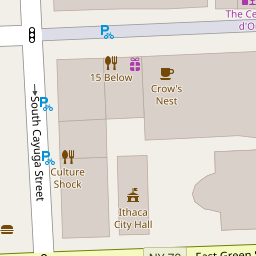 The Ce
d'O
15 Below
Crow's
Nest
South Cayuga Street
Culture
Shock
Ithaca
City Hall
NY 79
East Green S